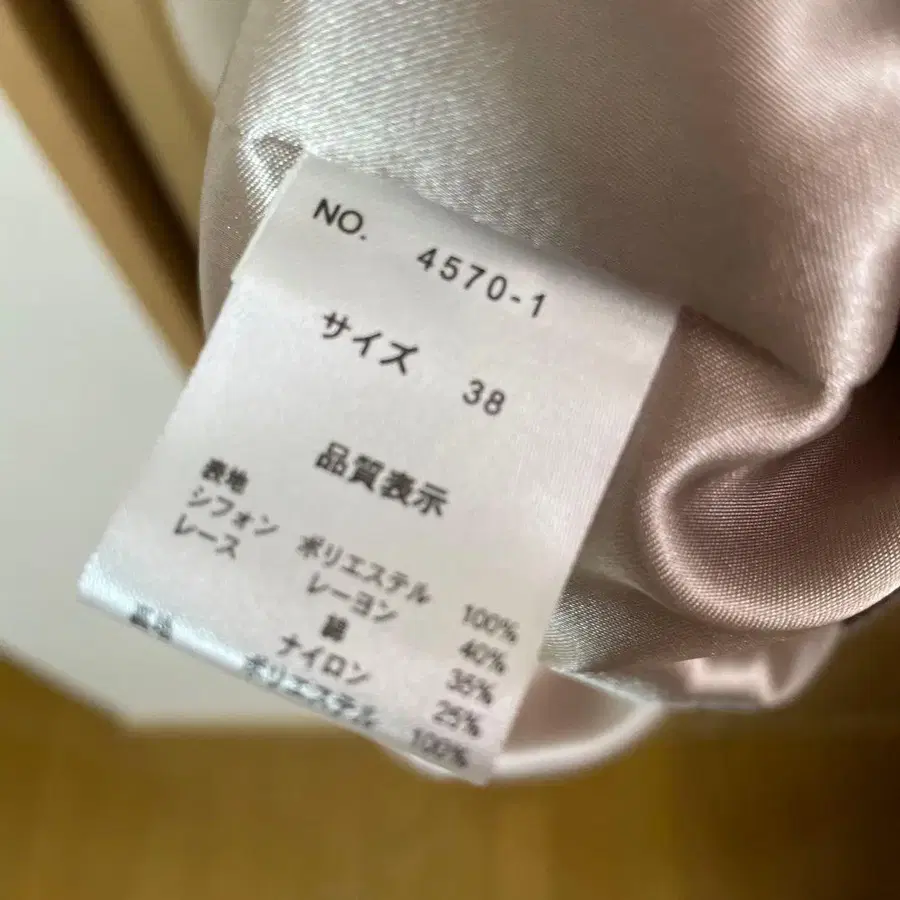 NO. 4570-1
サイズ 38
品質表示
表地
シフォン ポリエステル 100%
レース レーヨン 40%
綿 35%
ナイロン 25%
ポリエステル 100%